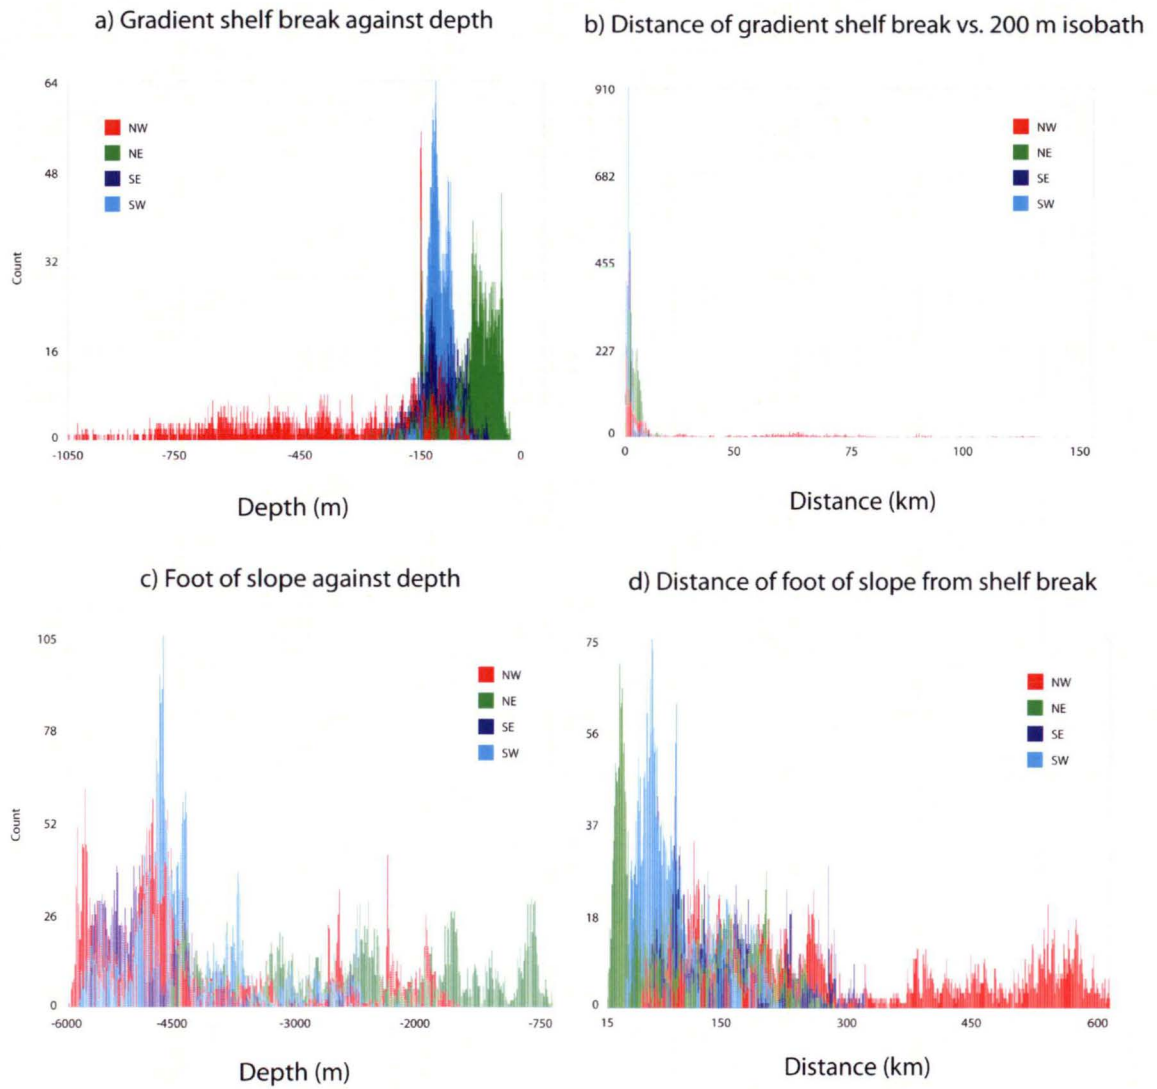 a) Gradient shelf break against depth
64
48
32
16
0
Count
NW
NE
SE
SW
-1050
-750
-450
-150
0
Depth (m)
b) Distance of gradient shelf break vs. 200 m isobath
910
682
455
227
0
NW
NE
SE
SW
0
50
75
100
150
Distance (km)
c) Foot of slope against depth
105
78
52
26
0
Count
NW
NE
SE
SW
-6000
-4500
-3000
-2000
-750
Depth (m)
d) Distance of foot of slope from shelf break
75
56
37
18
0
NW
NE
SE
SW
15
150
300
450
600
Distance (km)